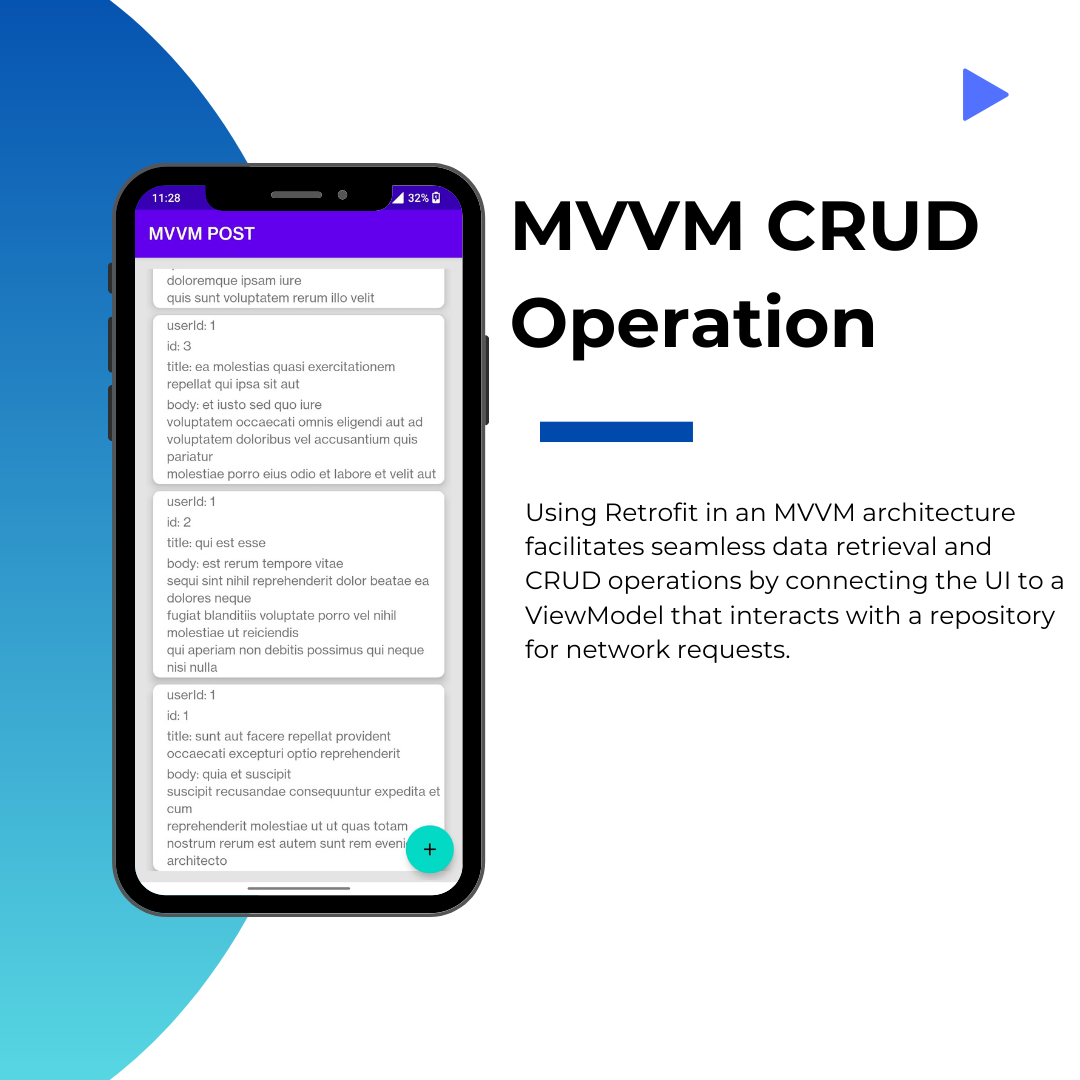 11:28
32%
MVVM POST
doloremque ipsam iure
quis sunt voluptatem rerum illo velit
userId: 1
id: 3
title: ea molestias quasi exercitationem
repellat qui ipsa sit aut
body: et iusto sed quo iure
voluptatem occaecati omnis eligendi aut ad
voluptatem doloribus vel accusantium quis
pariatur
molestiae porro eius odio et labore et velit aut
userId: 1
id: 2
title: qui est esse
body: est rerum tempore vitae
sequi sint nihil reprehenderit dolor beatae ea
dolores neque
fugiat blanditiis voluptate porro vel nihil
molestiae ut reiciendis
qui aperiam non debitis possimus qui neque
nisi nulla
userId: 1
id: 1
title: sunt aut facere repellat provident
occaecati excepturi optio reprehenderit
body: quia et suscipit
suscipit recusandae consequuntur expedita et
cum
reprehenderit molestiae ut ut quas totam
nostrum rerum est autem sunt rem eveni
architecto
+
MVVM CRUD
Operation
Using Retrofit in an MVVM architecture
facilitates seamless data retrieval and
CRUD operations by connecting the UI to a
ViewModel that interacts with a repository
for network requests.